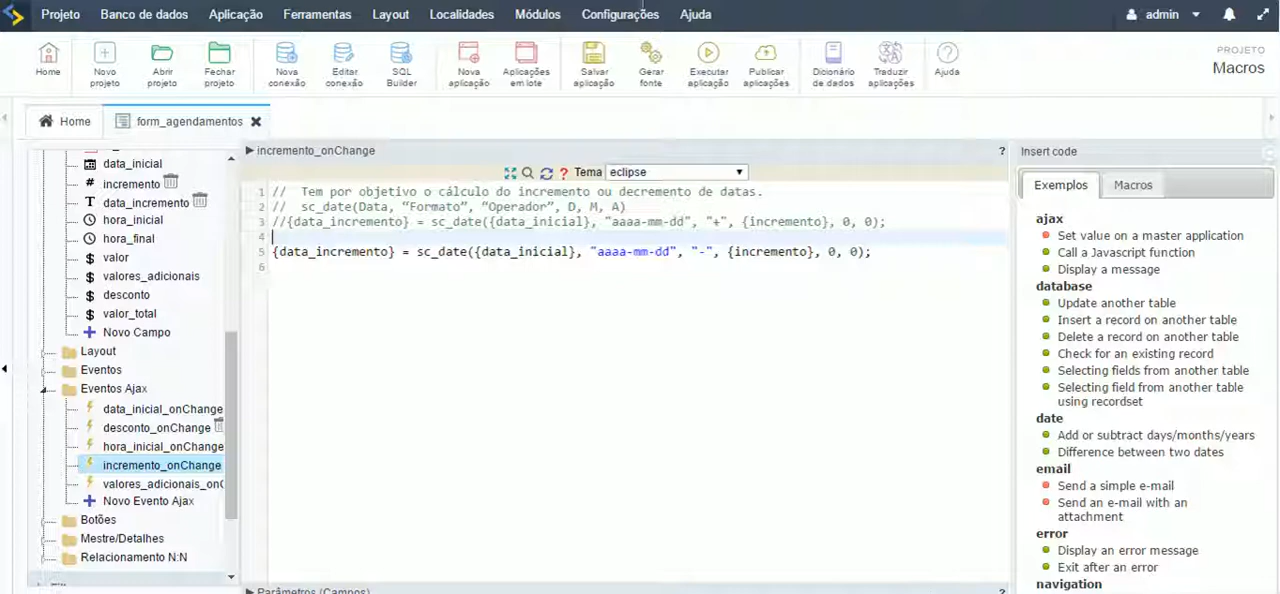 Projeto Banco de dados Aplicação Ferramentas Layout Localidades Módulos Configurações Ajuda admin
Home Novo projeto Abrir projeto Fechar projeto Nova conexão Editar conexão SQL Builder Nova aplicação Aplicações em lote Salvar aplicação Gerar fonte Executar aplicação Publicar aplicações Dicionário de dados Traduzir aplicações Ajuda
PROJETO
Macros
Home form_agendamentos
data_inicial
incremento
data_incremento
hora_inicial
hora_final
valor
valores_adicionais
desconto
valor_total
Novo Campo
Layout
Eventos
Eventos Ajax
data_inicial_onChange
desconto_onChange
hora_inicial_onChange
incremento_onChange
valores_adicionais_on
Novo Evento Ajax
Botões
Mestre/Detalhes
Relacionamento N:N
incremento_onChange ?
? Tema eclipse
1 // Tem por objetivo o cálculo do incremento ou decremento de datas.
2 // sc_date(Data, “Formato”, “Operador”, D, M, A)
3 //{data_incremento} = sc_date({data_inicial}, "aaaa-mm-dd", "+", {incremento}, 0, 0);
4
5 {data_incremento} = sc_date({data_inicial}, "aaaa-mm-dd", "-", {incremento}, 0, 0);
6
Parâmetros (Campos) ?
Insert code
Exemplos Macros
ajax
Set value on a master application
Call a Javascript function
Display a message
database
Update another table
Insert a record on another table
Delete a record on another table
Check for an existing record
Selecting fields from another table
Selecting field from another table
using recordset
date
Add or subtract days/months/years
Difference between two dates
email
Send a simple e-mail
Send an e-mail with an
attachment
error
Display an error message
Exit after an error
navigation